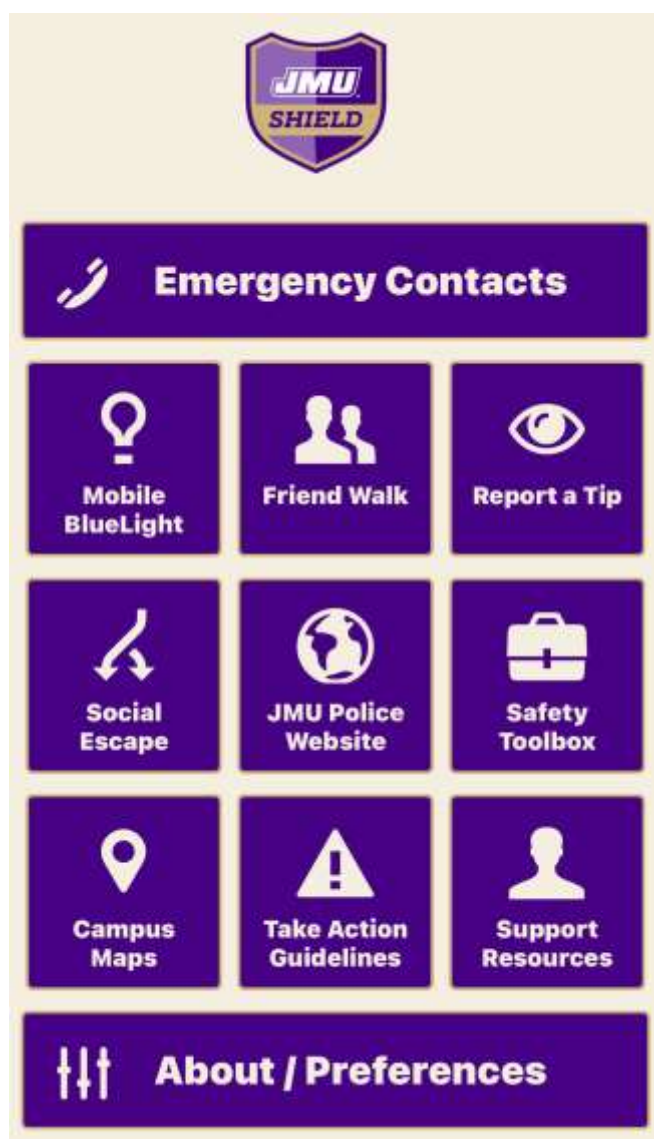 JMU
SHIELD
Emergency Contacts
Mobile
BlueLight
Friend Walk
Report a Tip
Social
Escape
JMU Police
Website
Safety
Toolbox
Campus
Maps
Take Action
Guidelines
Support
Resources
About / Preferences